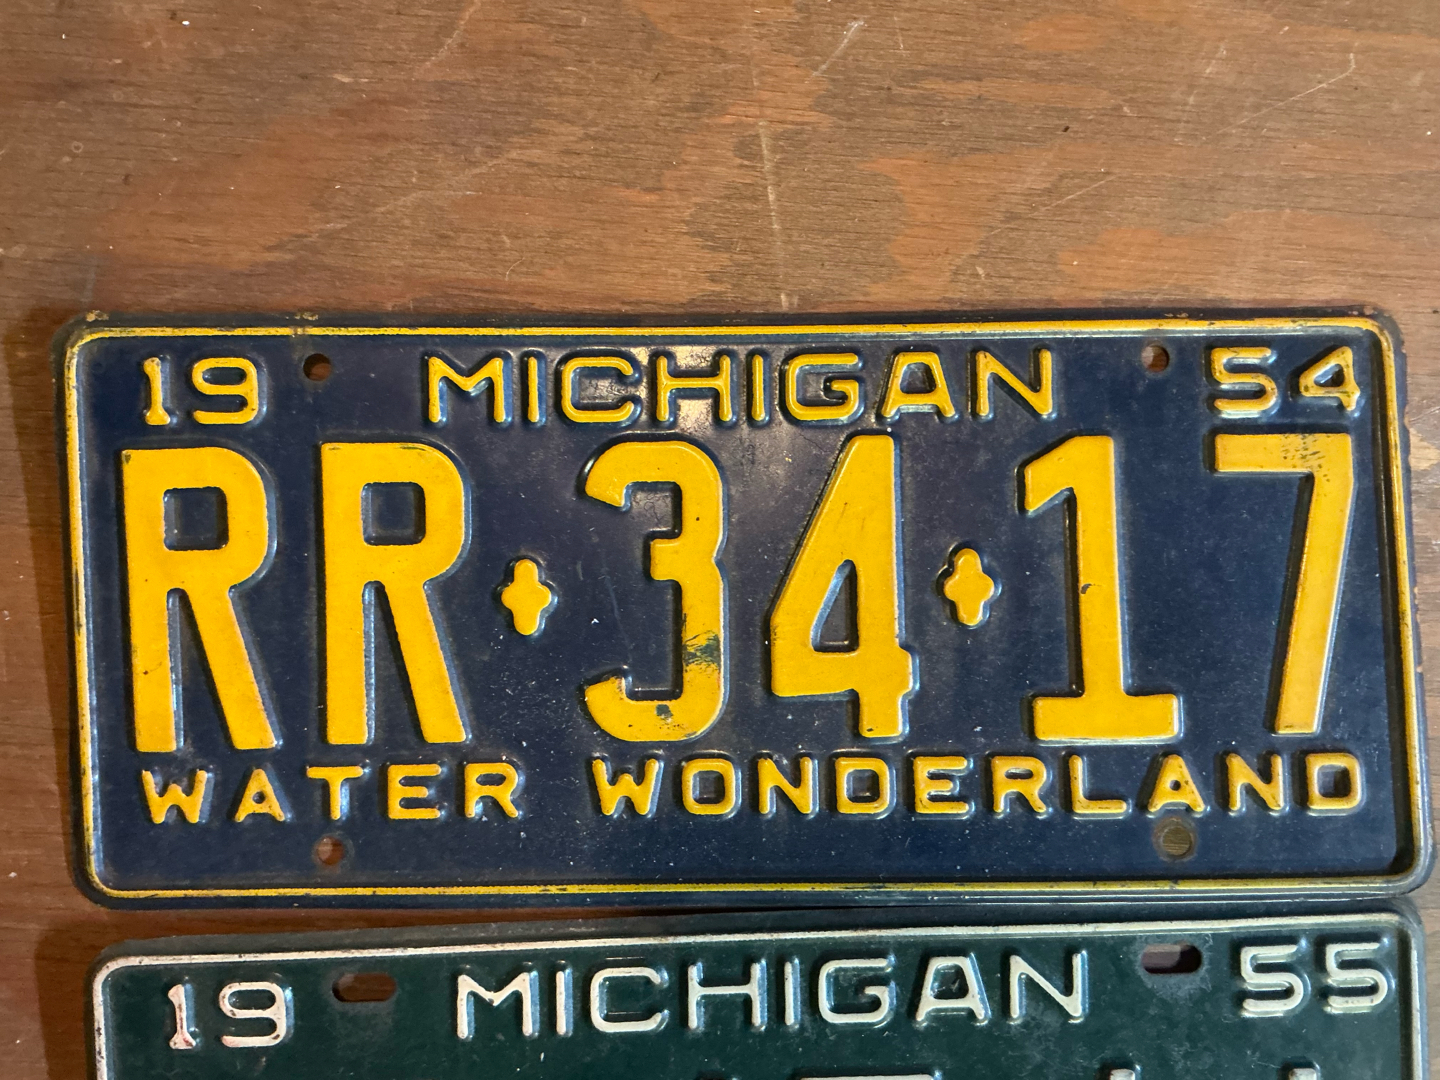 19 MICHIGAN 54
RR·34·17
WATER WONDERLAND
19 MICHIGAN 55